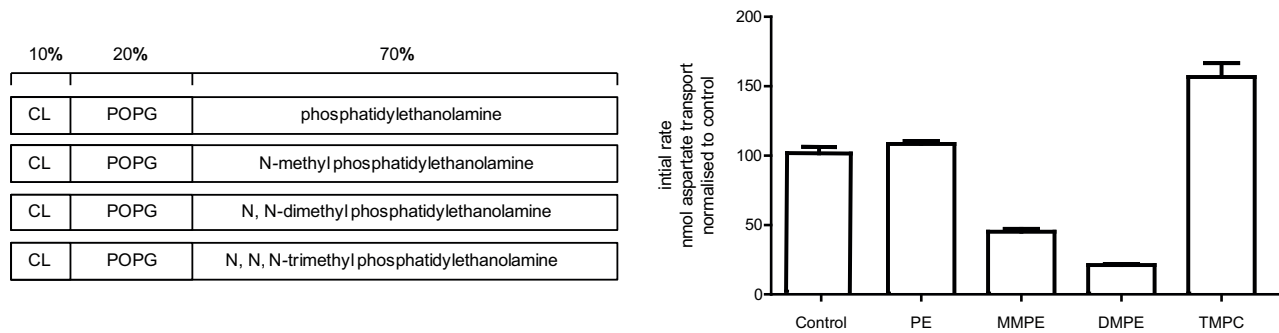 10% 20% 70%
CL POPG phosphatidylethanolamine
CL POPG N-methyl phosphatidylethanolamine
CL POPG N, N-dimethyl phosphatidylethanolamine
CL POPG N, N, N-trimethyl phosphatidylethanolamine
intial rate
nmol aspartate transport
normalised to control
200
150
100
50
0
Control PE MMPE DMPE TMPC